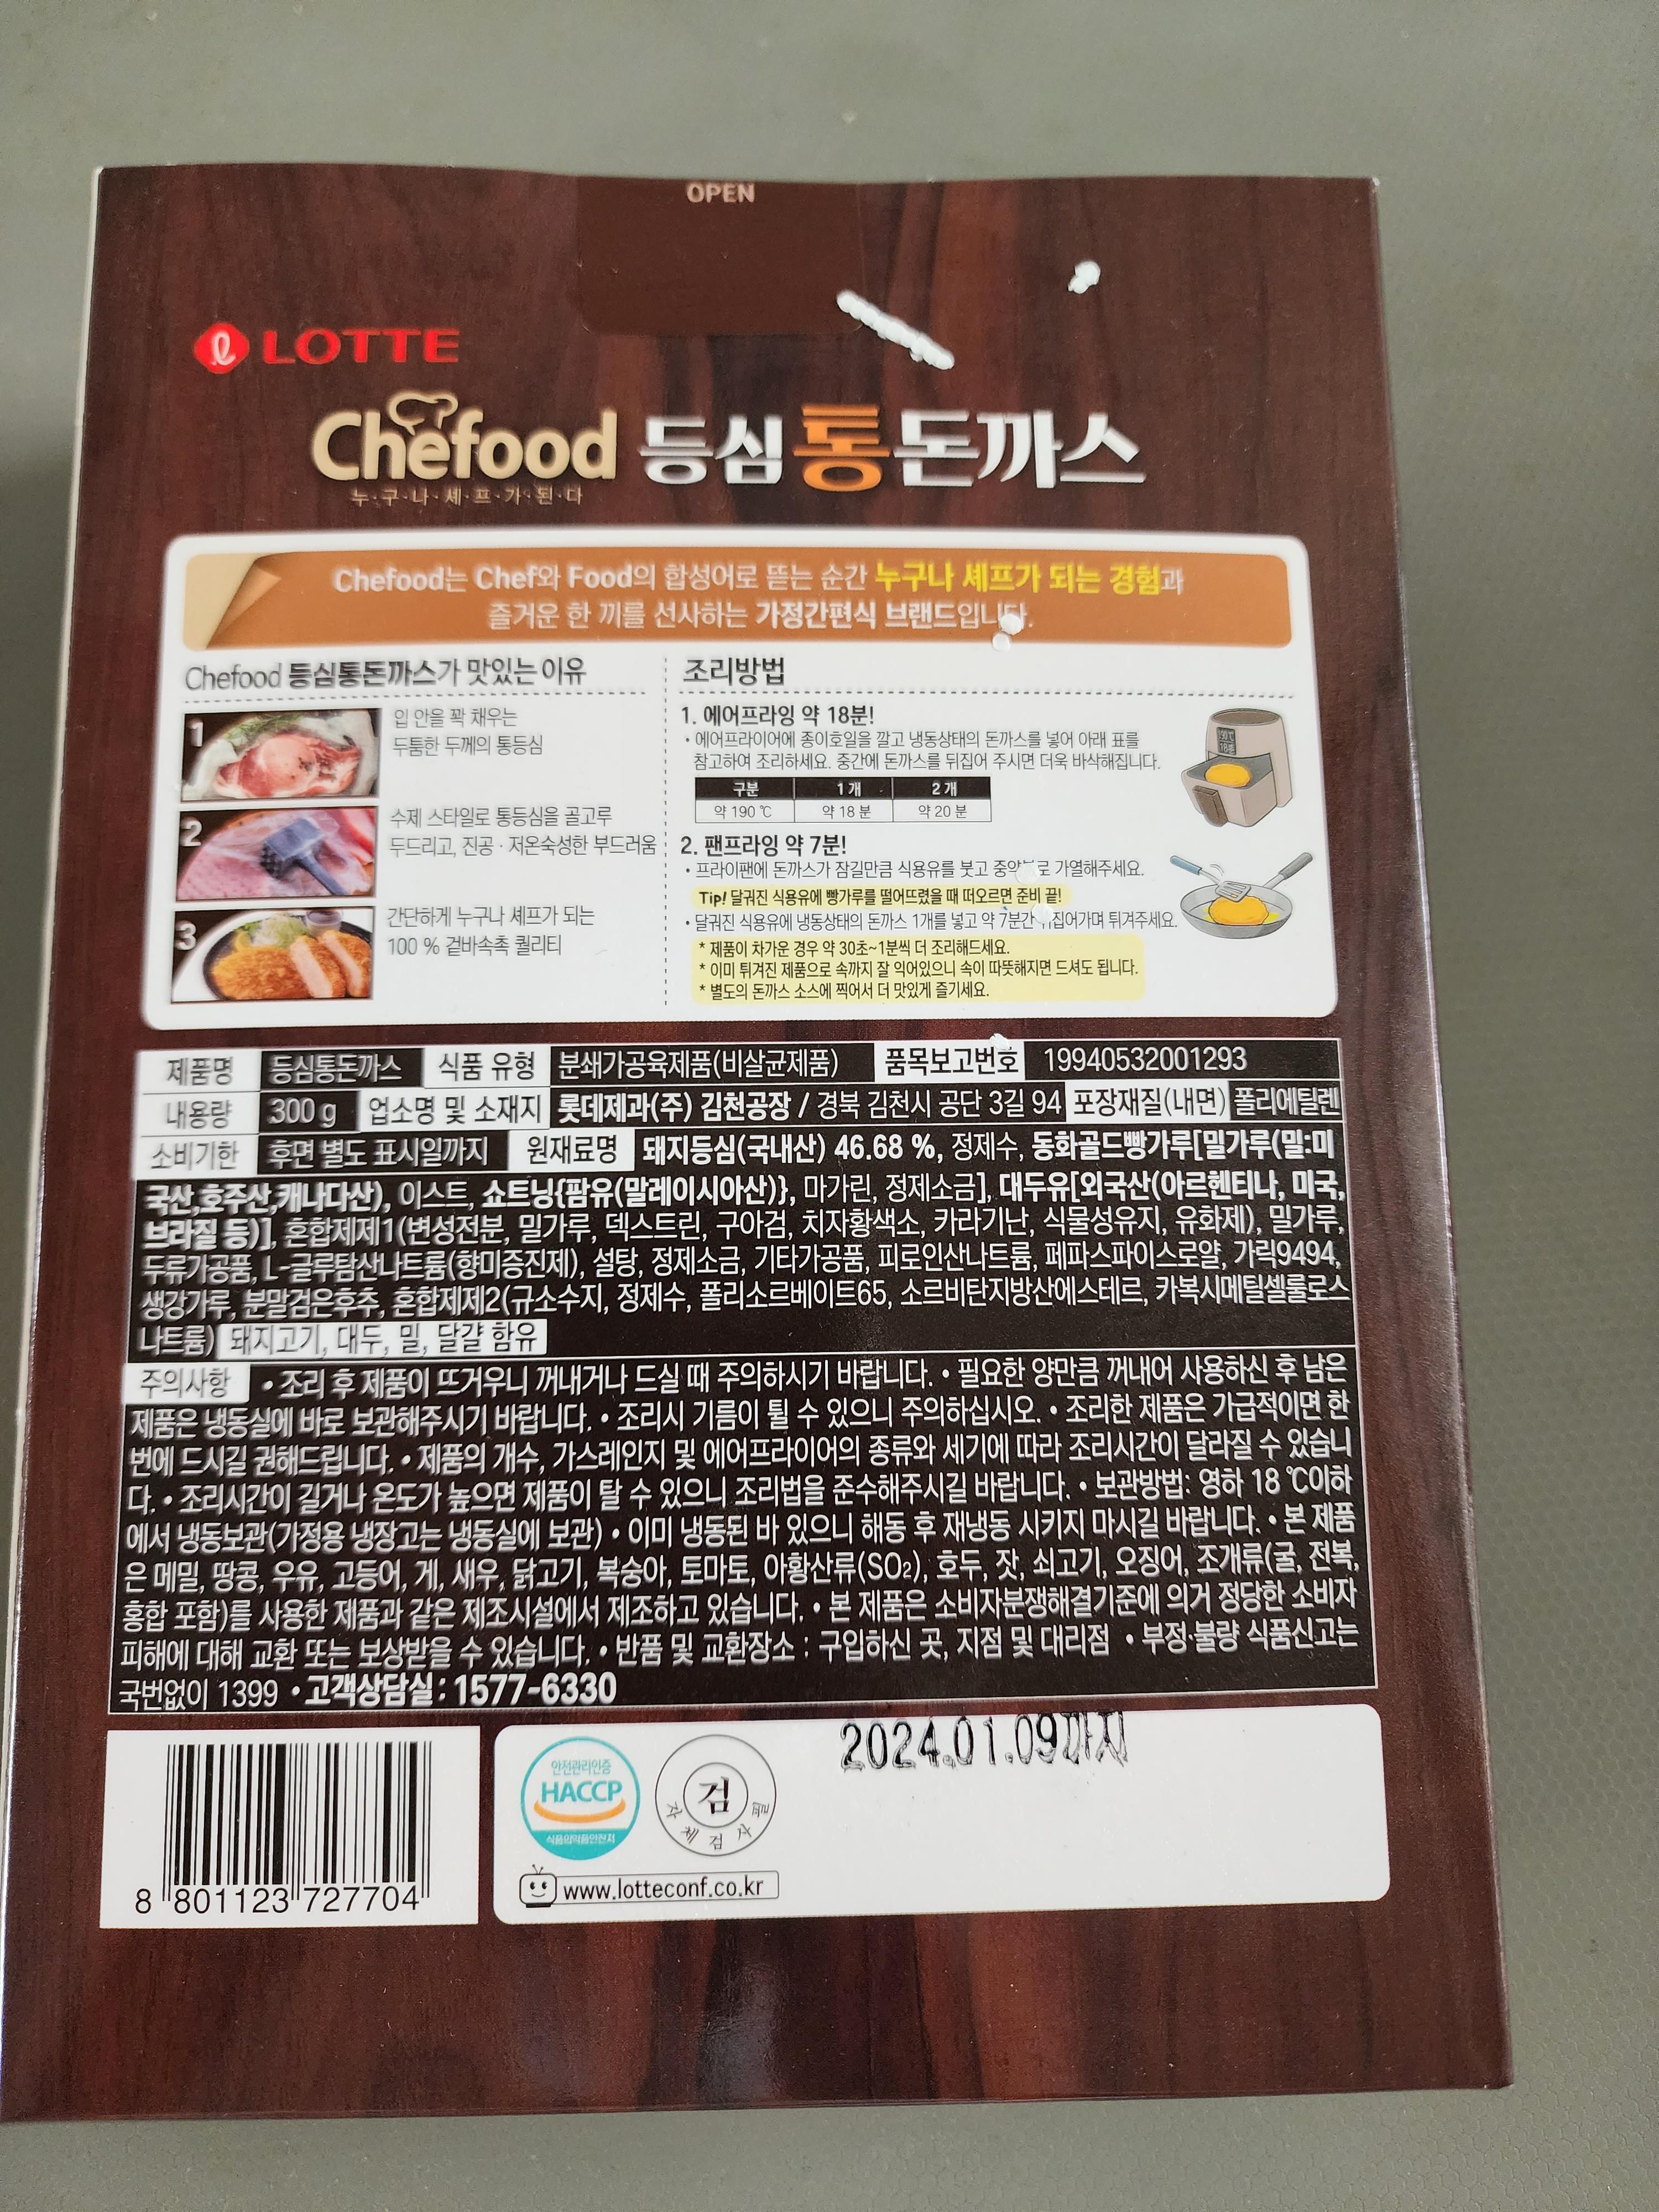 OPEN
LOTTE
Chefood 등심통돈까스
누·구·나·셰·프·가·된·다
Chefood는 Chef와 Food의 합성어로 뜯는 순간 누구나 셰프가 되는 경험과
즐거운 한 끼를 선사하는 가정간편식 브랜드입니다.
Chefood 등심통돈까스가 맛있는 이유
1
입 안을 꽉 채우는
두툼한 두께의 통등심
2
수제 스타일로 통등심을 골고루
두드리고, 진공·저온숙성한 부드러움
3
간단하게 누구나 셰프가 되는
100 % 겉바속촉 퀄리티
조리방법
1. 에어프라잉 약 18분!
• 에어프라이어에 종이호일을 깔고 냉동상태의 돈까스를 넣어 아래 표를
참고하여 조리하세요. 중간에 돈까스를 뒤집어 주시면 더욱 바삭해집니다.
구분 1 개 2 개
약 190 ℃ 약 18 분 약 20 분
190℃
18분
2. 팬프라잉 약 7분!
• 프라이팬에 돈까스가 잠길만큼 식용유를 붓고 가열해주세요.
Tip! 달궈진 식용유에 빵가루를 떨어뜨렸을 때 떠오르면 준비 끝!
• 달궈진 식용유에 냉동상태의 돈까스 1개를 넣고 약 7분간 튀겨주세요.
* 제품이 차가운 경우 약 30초~1분씩 더 조리해드세요.
* 이미 튀겨진 제품으로 속까지 잘 익어있으니 속이 따뜻해지면 드셔도 됩니다.
* 별도의 돈까스 소스에 찍어서 더 맛있게 즐기세요.
제품명 등심통돈까스 식품 유형 분쇄가공육제품(비살균제품) 품목보고번호 19940532001293
내용량 300 g 업소명 및 소재지 롯데제과(주) 김천공장 / 경북 김천시 공단 3길 94 포장재질(내면) 폴리에틸렌
소비기한 후면 별도 표시일까지 원재료명 돼지등심(국내산) 46.68 %, 정제수, 동화골드빵가루[밀가루(밀:미
국산,호주산,캐나다산), 이스트, 쇼트닝{팜유(말레이시아산)}, 마가린, 정제소금], 대두유[외국산(아르헨티나, 미국,
브라질 등)], 혼합제제1(변성전분, 밀가루, 덱스트린, 구아검, 치자황색소, 카라기난, 식물성유지, 유화제), 밀가루,
두류가공품, L-글루탐산나트륨(향미증진제), 설탕, 정제소금, 기타가공품, 피로인산나트륨, 페파스파이스로얄, 가릭9494,
생강가루, 분말검은후추, 혼합제제2(규소수지, 정제수, 폴리소르베이트65, 소르비탄지방산에스테르, 카복시메틸셀룰로스
나트륨) 돼지고기, 대두, 밀, 달걀 함유
주의사항 • 조리 후 제품이 뜨거우니 꺼내거나 드실 때 주의하시기 바랍니다. • 필요한 양만큼 꺼내어 사용하신 후 남은
제품은 냉동실에 바로 보관해주시기 바랍니다. • 조리시 기름이 튈 수 있으니 주의하십시오. • 조리한 제품은 가급적이면 한
번에 드시길 권해드립니다. • 제품의 개수, 가스레인지 및 에어프라이어의 종류와 세기에 따라 조리시간이 달라질 수 있습니
다. • 조리시간이 길거나 온도가 높으면 제품이 탈 수 있으니 조리법을 준수해주시길 바랍니다. • 보관방법: 영하 18 ℃이하
에서 냉동보관(가정용 냉장고는 냉동실에 보관) • 이미 냉동된 바 있으니 해동 후 재냉동 시키지 마시길 바랍니다. • 본 제품
은 메밀, 땅콩, 우유, 고등어, 게, 새우, 닭고기, 복숭아, 토마토, 아황산류(SO₂), 호두, 잣, 쇠고기, 오징어, 조개류(굴, 전복,
홍합 포함)를 사용한 제품과 같은 제조시설에서 제조하고 있습니다. • 본 제품은 소비자분쟁해결기준에 의거 정당한 소비자
피해에 대해 교환 또는 보상받을 수 있습니다. • 반품 및 교환장소 : 구입하신 곳, 지점 및 대리점 • 부정·불량 식품신고는
국번없이 1399 • 고객상담실 : 1577-6330
8 801123 727704
안전관리인증
HACCP
식품의약품안전처
검
자체검사필
2024.01.09까지
www.lotteconf.co.kr